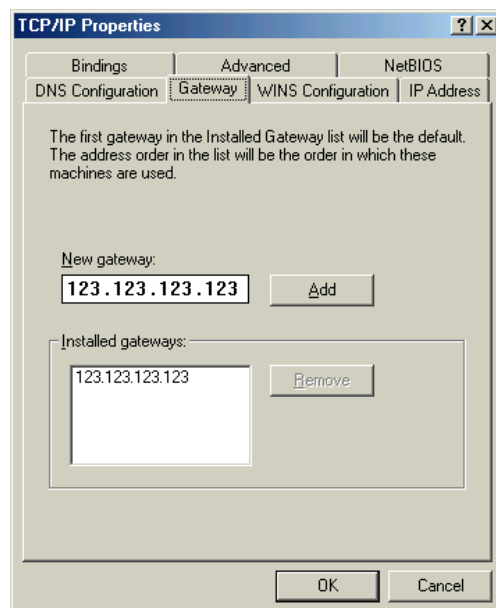 TCP/IP Properties
Bindings Advanced NetBIOS
DNS Configuration Gateway WINS Configuration IP Address
The first gateway in the Installed Gateway list will be the default.
The address order in the list will be the order in which these
machines are used.
New gateway:
123.123.123.123 Add
Installed gateways:
123.123.123.123 Remove
OK Cancel